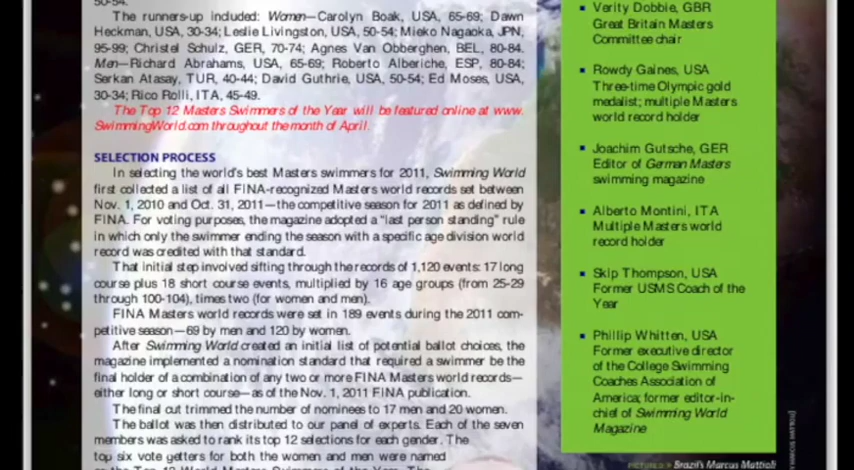 50-54.
The runners-up included: Women—Carolyn Boak, USA, 65-69; Dawn
Heckman, USA, 30-34; Leslie Livingston, USA, 50-54; Mieko Nagaoka, JPN,
95-99; Christel Schulz, GER, 70-74; Agnes Van Obberghen, BEL, 80-84.
Men—Richard Abrahams, USA, 65-69; Roberto Alberiche, ESP, 80-84;
Serkan Atasay, TUR, 40-44; David Guthrie, USA, 50-54; Ed Moses, USA,
30-34; Rico Rolli, ITA, 45-49.
The Top 12 Masters Swimmers of the Year will be featured online at www.
SwimmingWorld.com throughout the month of April.
SELECTION PROCESS
In selecting the world's best Masters swimmers for 2011, Swimming World
first collected a list of all FINA-recognized Masters world records set between
Nov. 1, 2010 and Oct. 31, 2011—the competitive season for 2011 as defined by
FINA. For voting purposes, the magazine adopted a "last person standing" rule
in which only the swimmer ending the season with a specific age division world
record was credited with that standard.
That initial step involved sifting through the records of 1,120 events: 17 long
course plus 18 short course events, multiplied by 16 age groups (from 25-29
through 100-104), times two (for women and men).
FINA Masters world records were set in 189 events during the 2011 com-
petitive season—69 by men and 120 by women.
After Swimming World created an initial list of potential ballot choices, the
magazine implemented a nomination standard that required a swimmer be the
final holder of a combination of any two or more FINA Masters world records—
either long or short course—as of the Nov. 1, 2011 FINA publication.
The final cut trimmed the number of nominees to 17 men and 20 women.
The ballot was then distributed to our panel of experts. Each of the seven
members was asked to rank its top 12 selections for each gender. The
top six vote getters for both the women and men were named
as the Top 12 World Masters Swimmers of the Year. The
Verity Dobbie, GBR
Great Britain Masters
Committee chair
Rowdy Gaines, USA
Three-time Olympic gold
medalist; multiple Masters
world record holder
Joachim Gutsche, GER
Editor of German Masters
swimming magazine
Alberto Montini, ITA
Multiple Masters world
record holder
Skip Thompson, USA
Former USMS Coach of the
Year
Phillip Whitten, USA
Former executive director
of the College Swimming
Coaches Association of
America; former editor-in-
chief of Swimming World
Magazine
PICTURED » Brazil's Marcus Mattioli